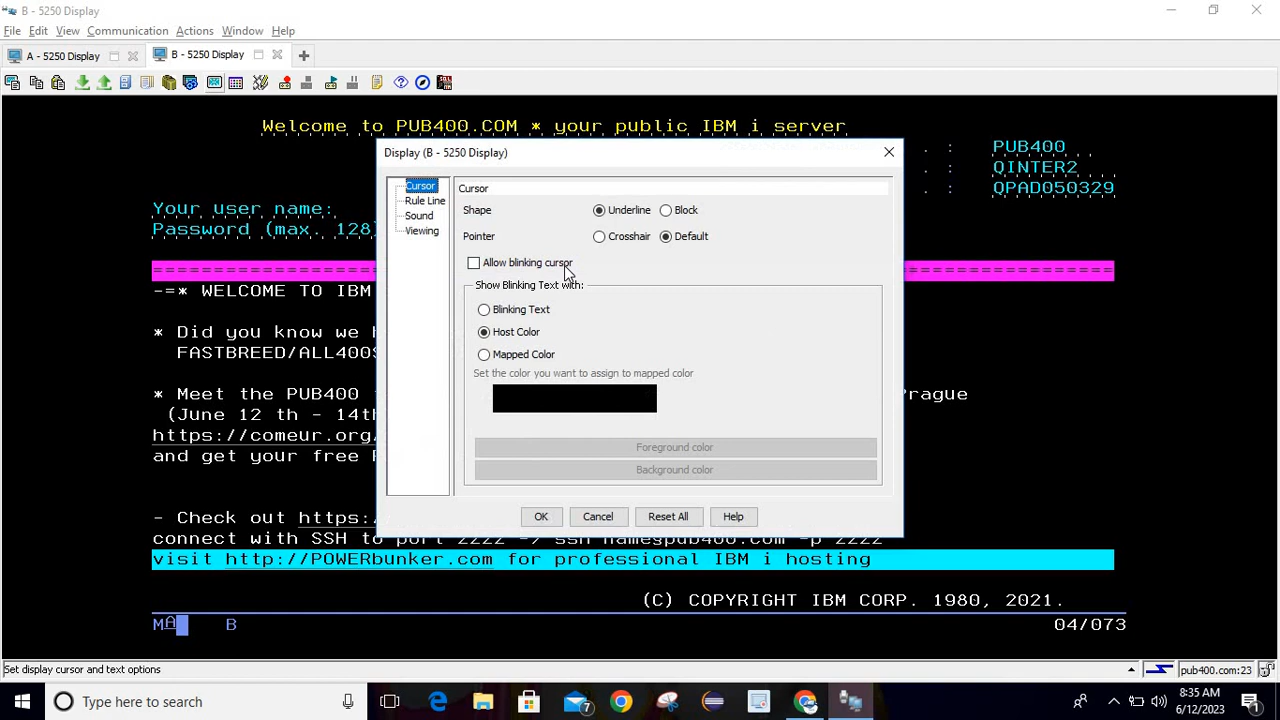 B - 5250 Display
File Edit View Communication Actions Window Help
A - 5250 Display
B - 5250 Display
Welcome to PUB400.COM * your public IBM i server
. : PUB400
. : QINTER2
. : QPAD050329
Display (B - 5250 Display)
Cursor
Rule Line
Sound
Viewing
Cursor
Shape Underline Block
Pointer Crosshair Default
Allow blinking cursor
Show Blinking Text with:
Blinking Text
Host Color
Mapped Color
Set the color you want to assign to mapped color
Foreground color
Background color
OK Cancel Reset All Help
Your user name:
Password (max. 128)
-=* WELCOME TO IBM
* Did you know we h
FASTBREED/ALL400S
* Meet the PUB400 Prague
(June 12 th - 14th
https://comeur.org/
and get your free
- Check out https:/
connect with SSH to port 2222 -> ssh name@pub400.com -p 2222
visit http://POWERbunker.com for professional IBM i hosting
(C) COPYRIGHT IBM CORP. 1980, 2021.
MA B 04/073
Set display cursor and text options
pub400.com:23
Type here to search
7
8:35 AM
6/12/2023